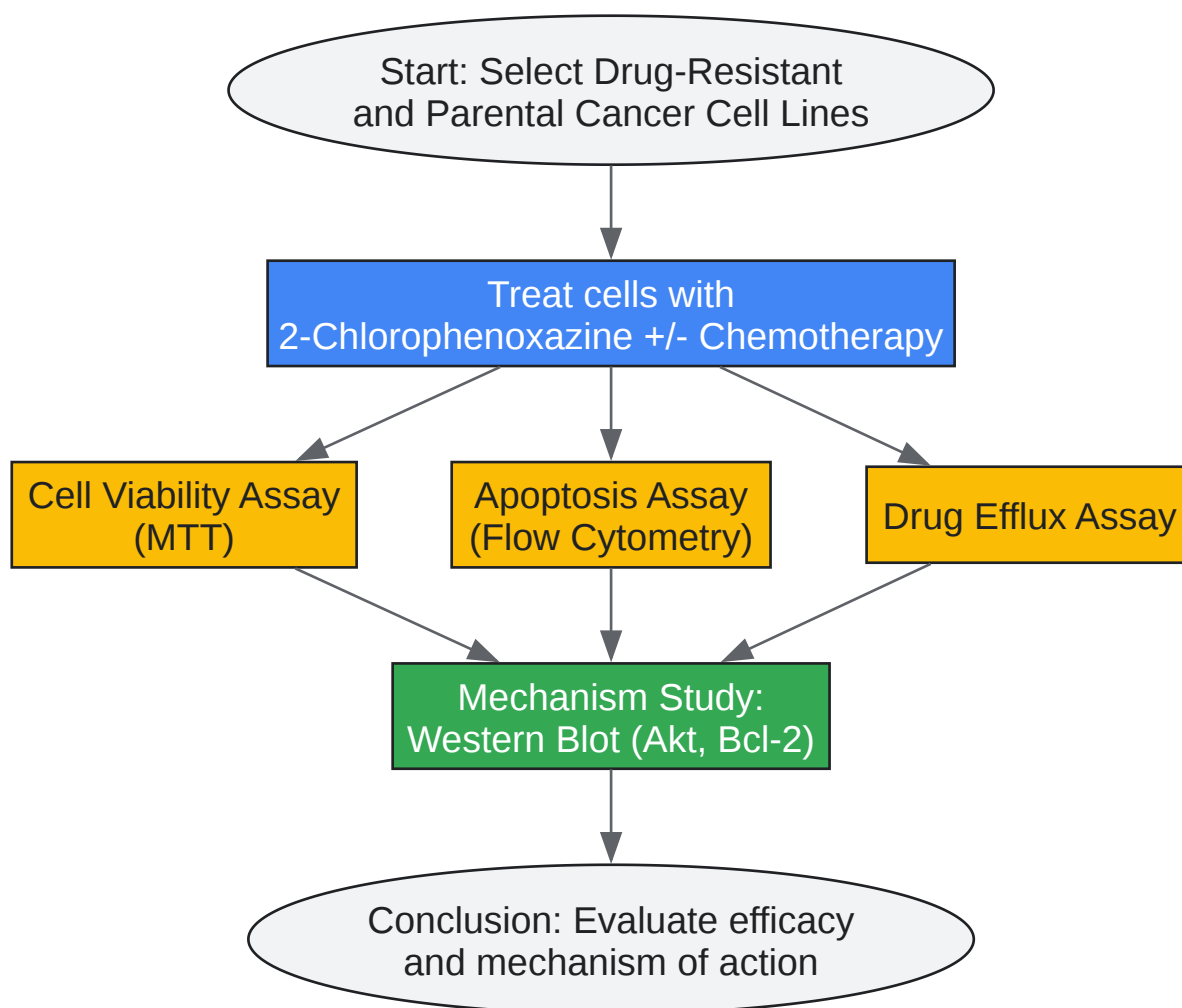 Start: Select Drug-Resistant
and Parental Cancer Cell Lines
Treat cells with
2-Chlorophenoxazine +/- Chemotherapy
Cell Viability Assay
(MTT)
Apoptosis Assay
(Flow Cytometry)
Drug Efflux Assay
Mechanism Study:
Western Blot (Akt, Bcl-2)
Conclusion: Evaluate efficacy
and mechanism of action